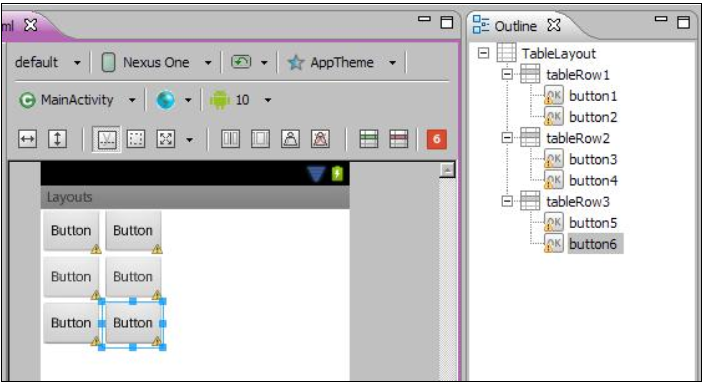 ml
default Nexus One AppTheme
MainActivity 10
6
Layouts
Button Button
Button Button
Button Button
Outline
TableLayout
tableRow1
button1
button2
tableRow2
button3
button4
tableRow3
button5
button6